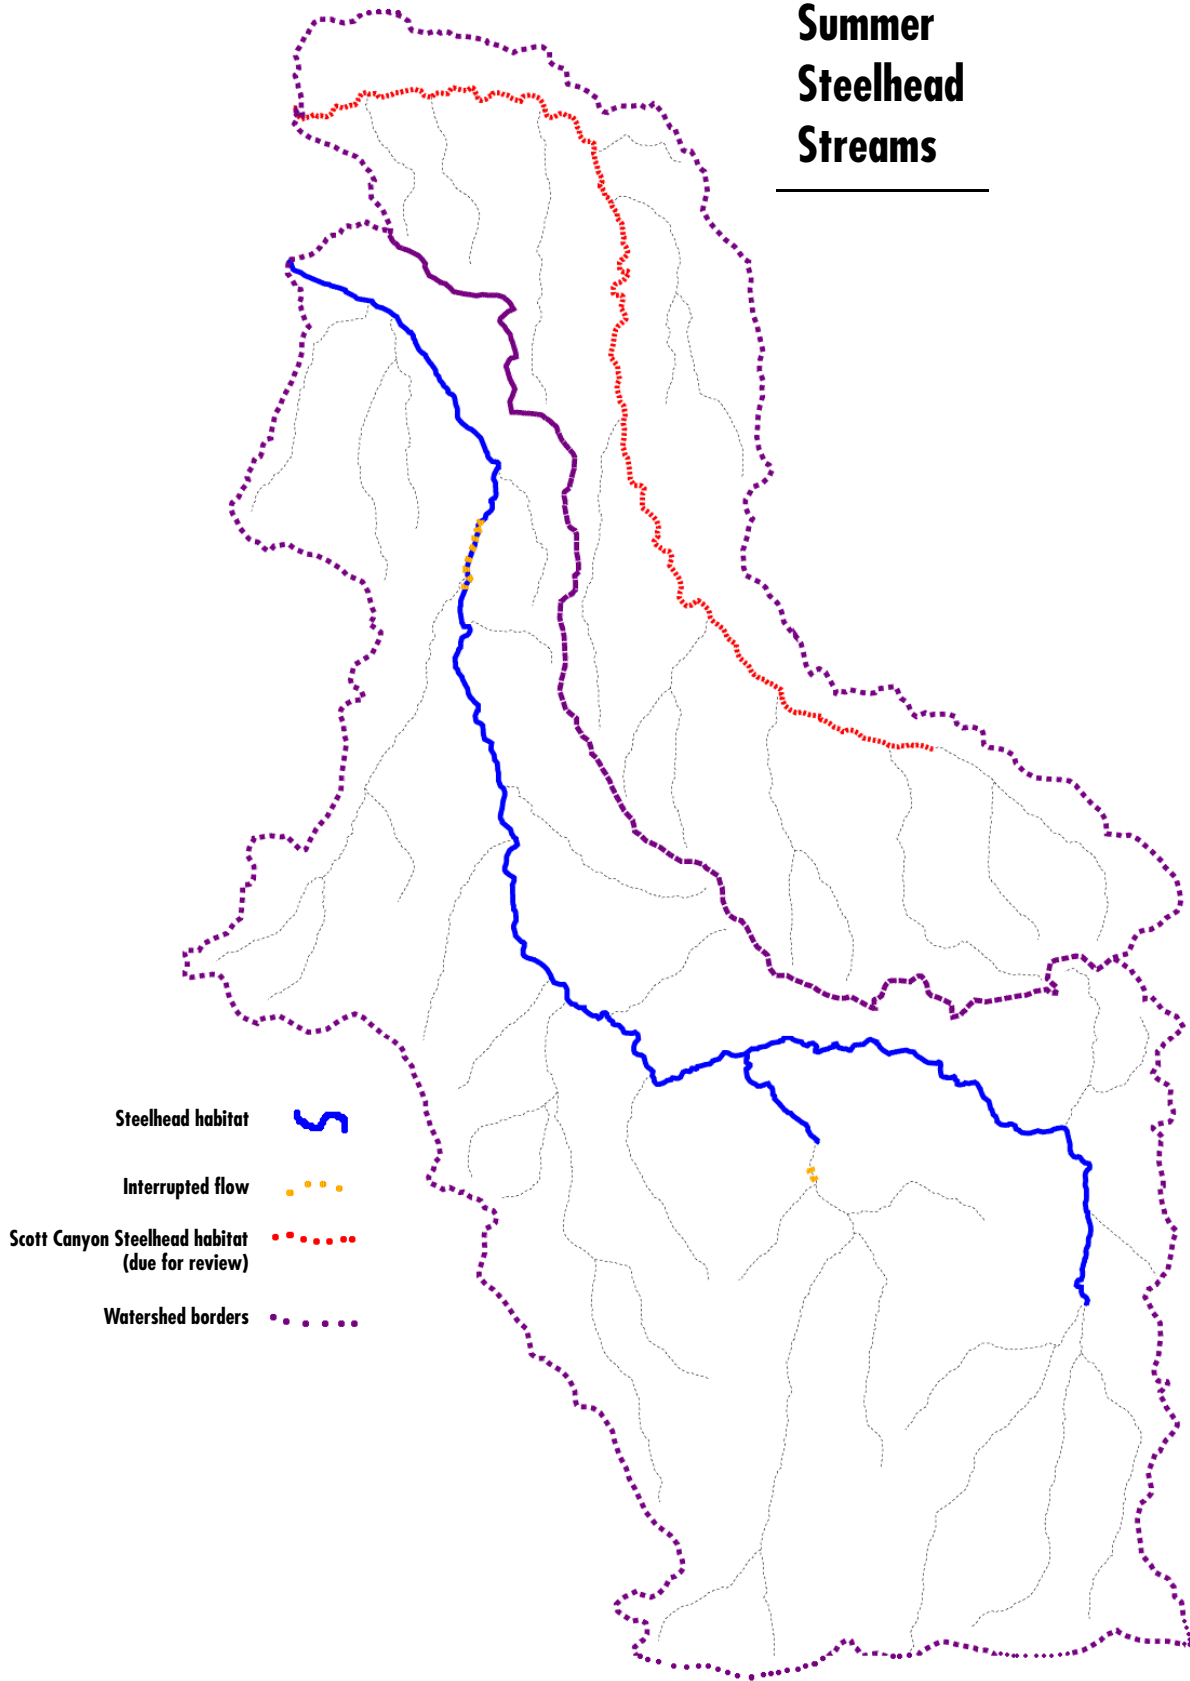 Summer
Steelhead
Streams
Steelhead habitat
Interrupted flow
Scott Canyon Steelhead habitat
(due for review)
Watershed borders